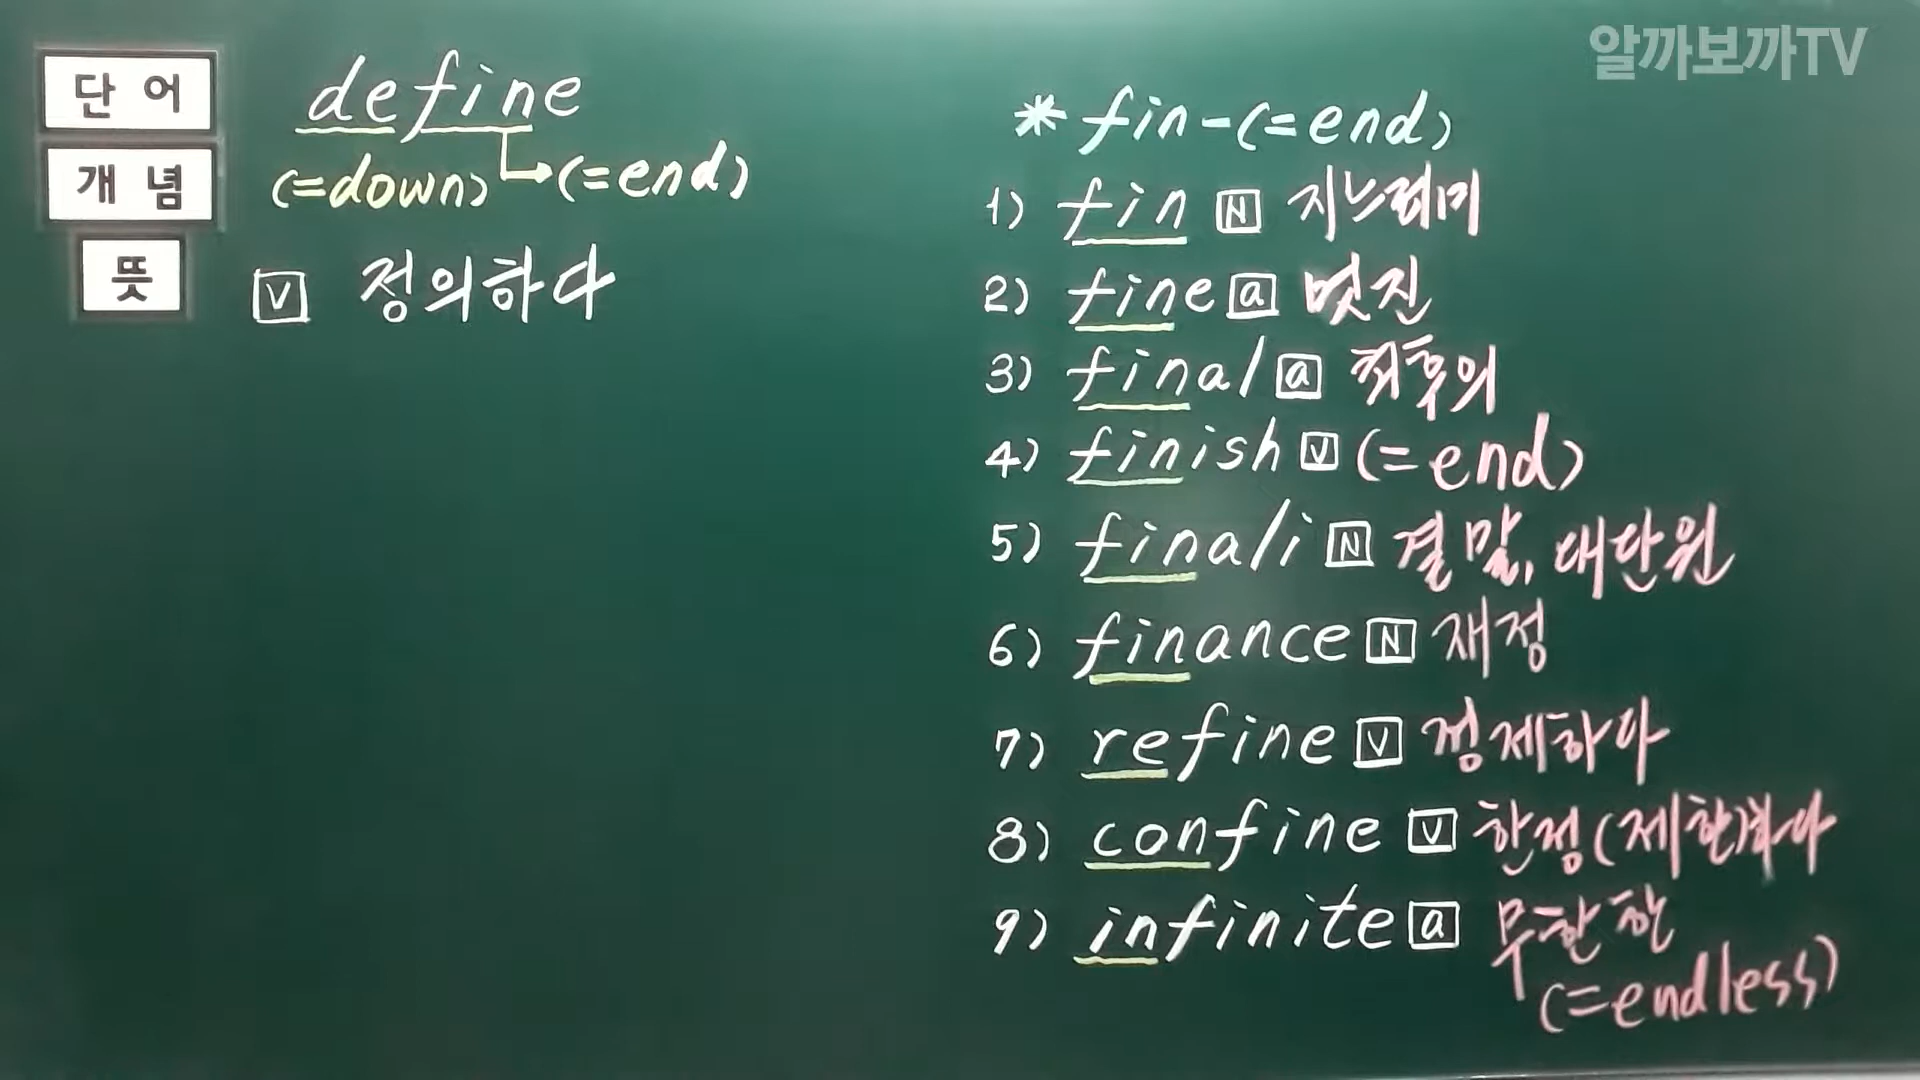 알까보까TV
단어
define
개념
(=down) (=end)
뜻
V 정의하다
* fin-(=end)
1) fin N 지느러미
2) fine a 멋진
3) final a 최후의
4) finish V (=end)
5) finali N 결말, 대단원
6) finance N 재정
7) refine V 정제하다
8) confine V 한정(제한)하다
9) infinite a 무한한
(=endless)